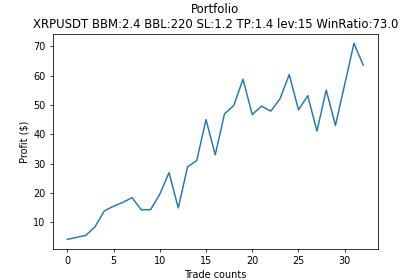 Portfolio
XRPUSDT BBM:2.4 BBL:220 SL:1.2 TP:1.4 lev:15 WinRatio:73.0
70
60
50
40
30
20
10
Profit ($)
0 5 10 15 20 25 30
Trade counts